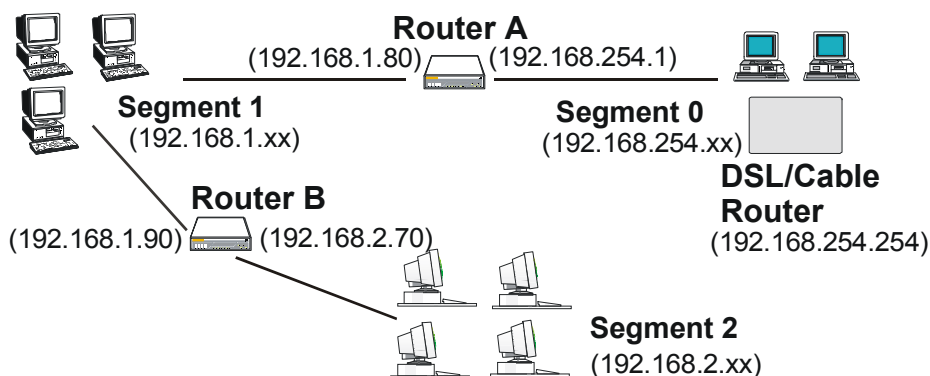 Router A
(192.168.1.80)
(192.168.254.1)
Segment 1
(192.168.1.xx)
Segment 0
(192.168.254.xx)
DSL/Cable
Router
(192.168.254.254)
Router B
(192.168.1.90)
(192.168.2.70)
Segment 2
(192.168.2.xx)